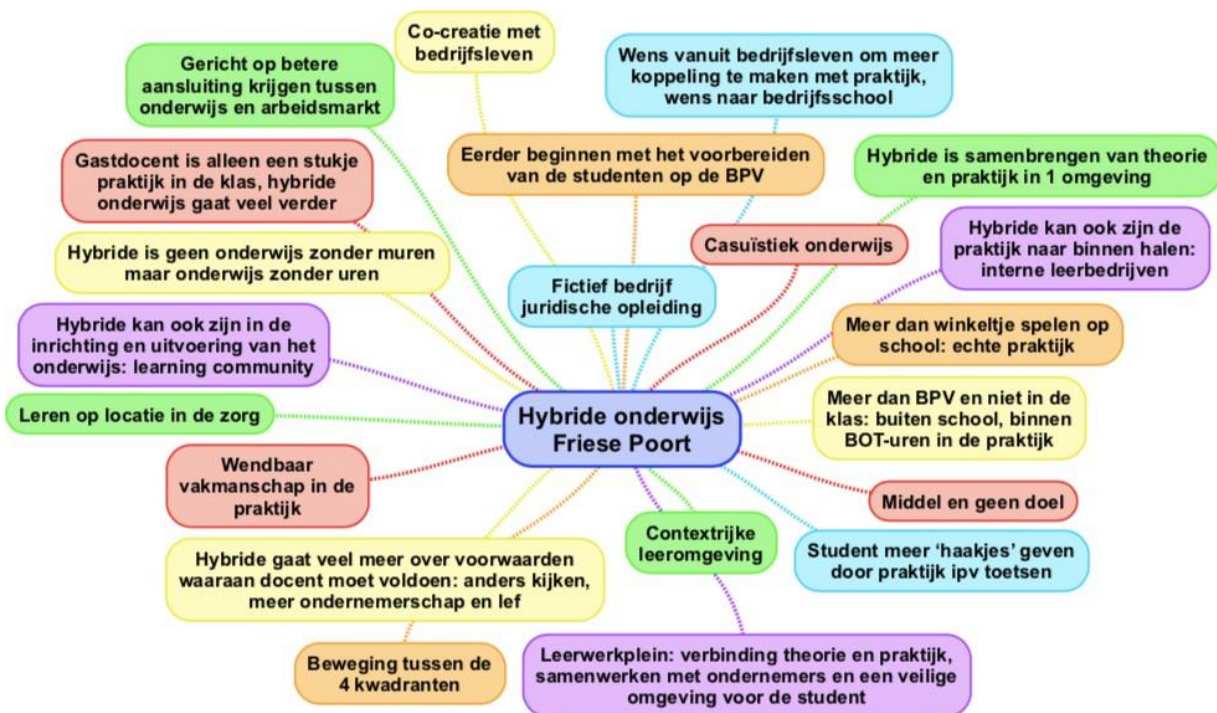 Co-creatie met
bedrijfsleven
Wens vanuit bedrijfsleven om meer
koppeling te maken met praktijk,
wens naar bedrijfsschool
Gericht op betere
aansluiting krijgen tussen
onderwijs en arbeidsmarkt
Eerder beginnen met het voorbereiden
van de studenten op de BPV
Hybride is samenbrengen van theorie
en praktijk in 1 omgeving
Gastdocent is alleen een stukje
praktijk in de klas, hybride
onderwijs gaat veel verder
Casuïstiek onderwijs
Hybride kan ook zijn de
praktijk naar binnen halen:
interne leerbedrijven
Hybride is geen onderwijs zonder muren
maar onderwijs zonder uren
Fictief bedrijf
juridische opleiding
Hybride kan ook zijn in de
inrichting en uitvoering van het
onderwijs: learning community
Meer dan winkeltje spelen op
school: echte praktijk
Leren op locatie in de zorg
Hybride onderwijs
Friese Poort
Meer dan BPV en niet in de
klas: buiten school, binnen
BOT-uren in de praktijk
Wendbaar
vakmanschap in de
praktijk
Middel en geen doel
Contextrijke
leeromgeving
Student meer ‘haakjes’ geven
door praktijk ipv toetsen
Hybride gaat veel meer over voorwaarden
waaraan docent moet voldoen: anders kijken,
meer ondernemerschap en lef
Beweging tussen de
4 kwadranten
Leerwerkplein: verbinding theorie en praktijk,
samenwerken met ondernemers en een veilige
omgeving voor de student